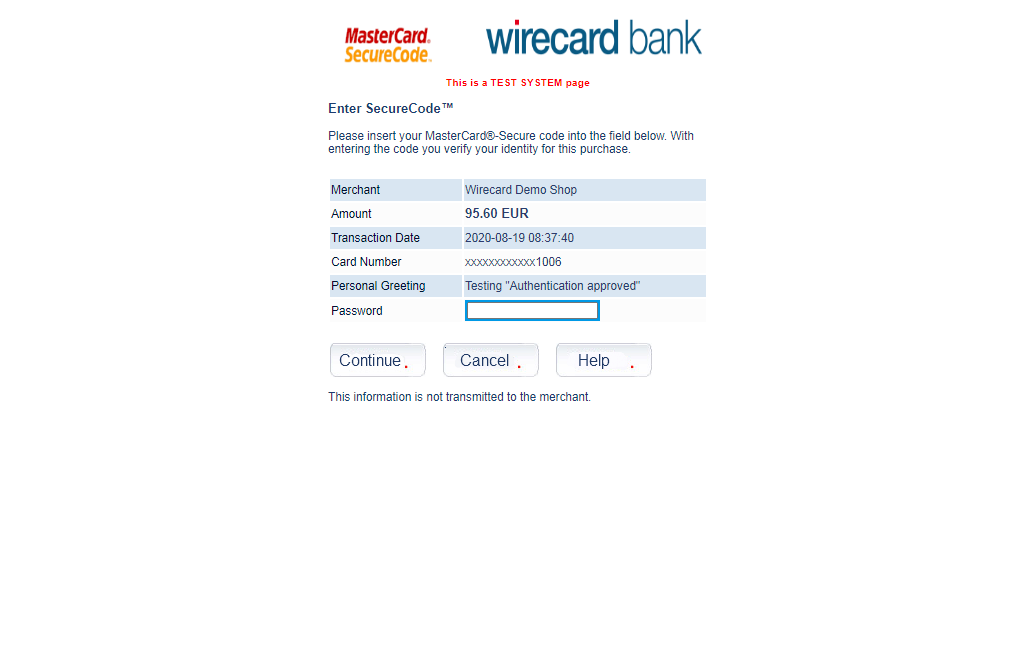 MasterCard.
SecureCode.
wirecard bank
This is a TEST SYSTEM page
Enter SecureCode™
Please insert your MasterCard®-Secure code into the field below. With
entering the code you verify your identity for this purchase.
Merchant Wirecard Demo Shop
Amount 95.60 EUR
Transaction Date 2020-08-19 08:37:40
Card Number xxxxxxxxxxxx1006
Personal Greeting Testing "Authentication approved"
Password
Continue. Cancel. Help.
This information is not transmitted to the merchant.